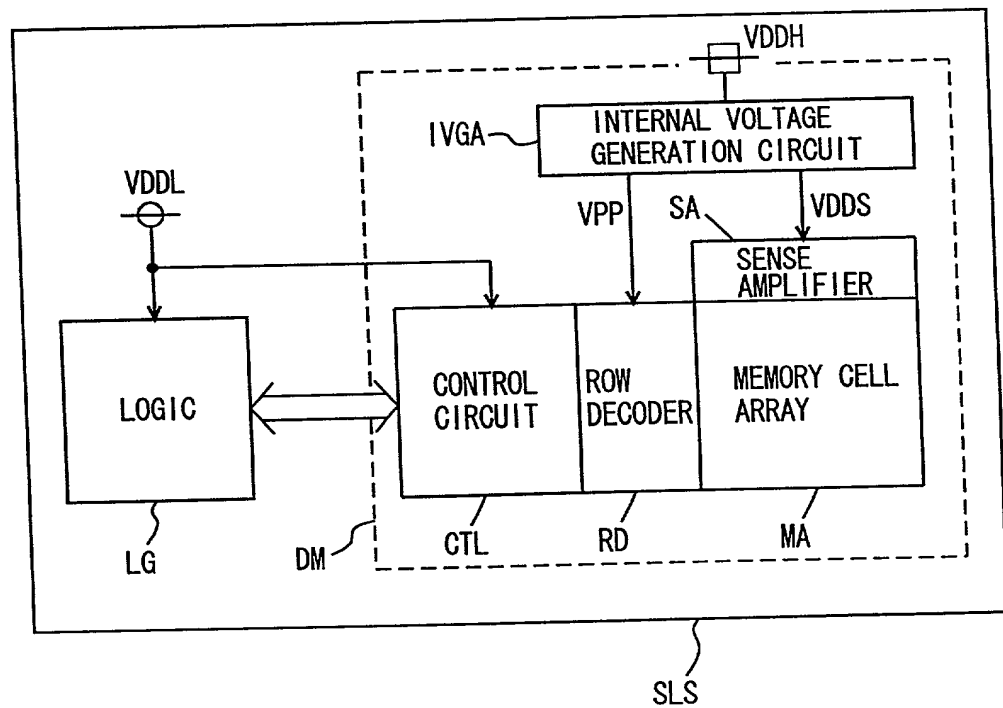 VDDH
IVGA
INTERNAL VOLTAGE
GENERATION CIRCUIT
VDDL
VPP
SA
VDDS
SENSE
AMPLIFIER
LOGIC
CONTROL
CIRCUIT
ROW
DECODER
MEMORY CELL
ARRAY
LG
DM
CTL
RD
MA
SLS